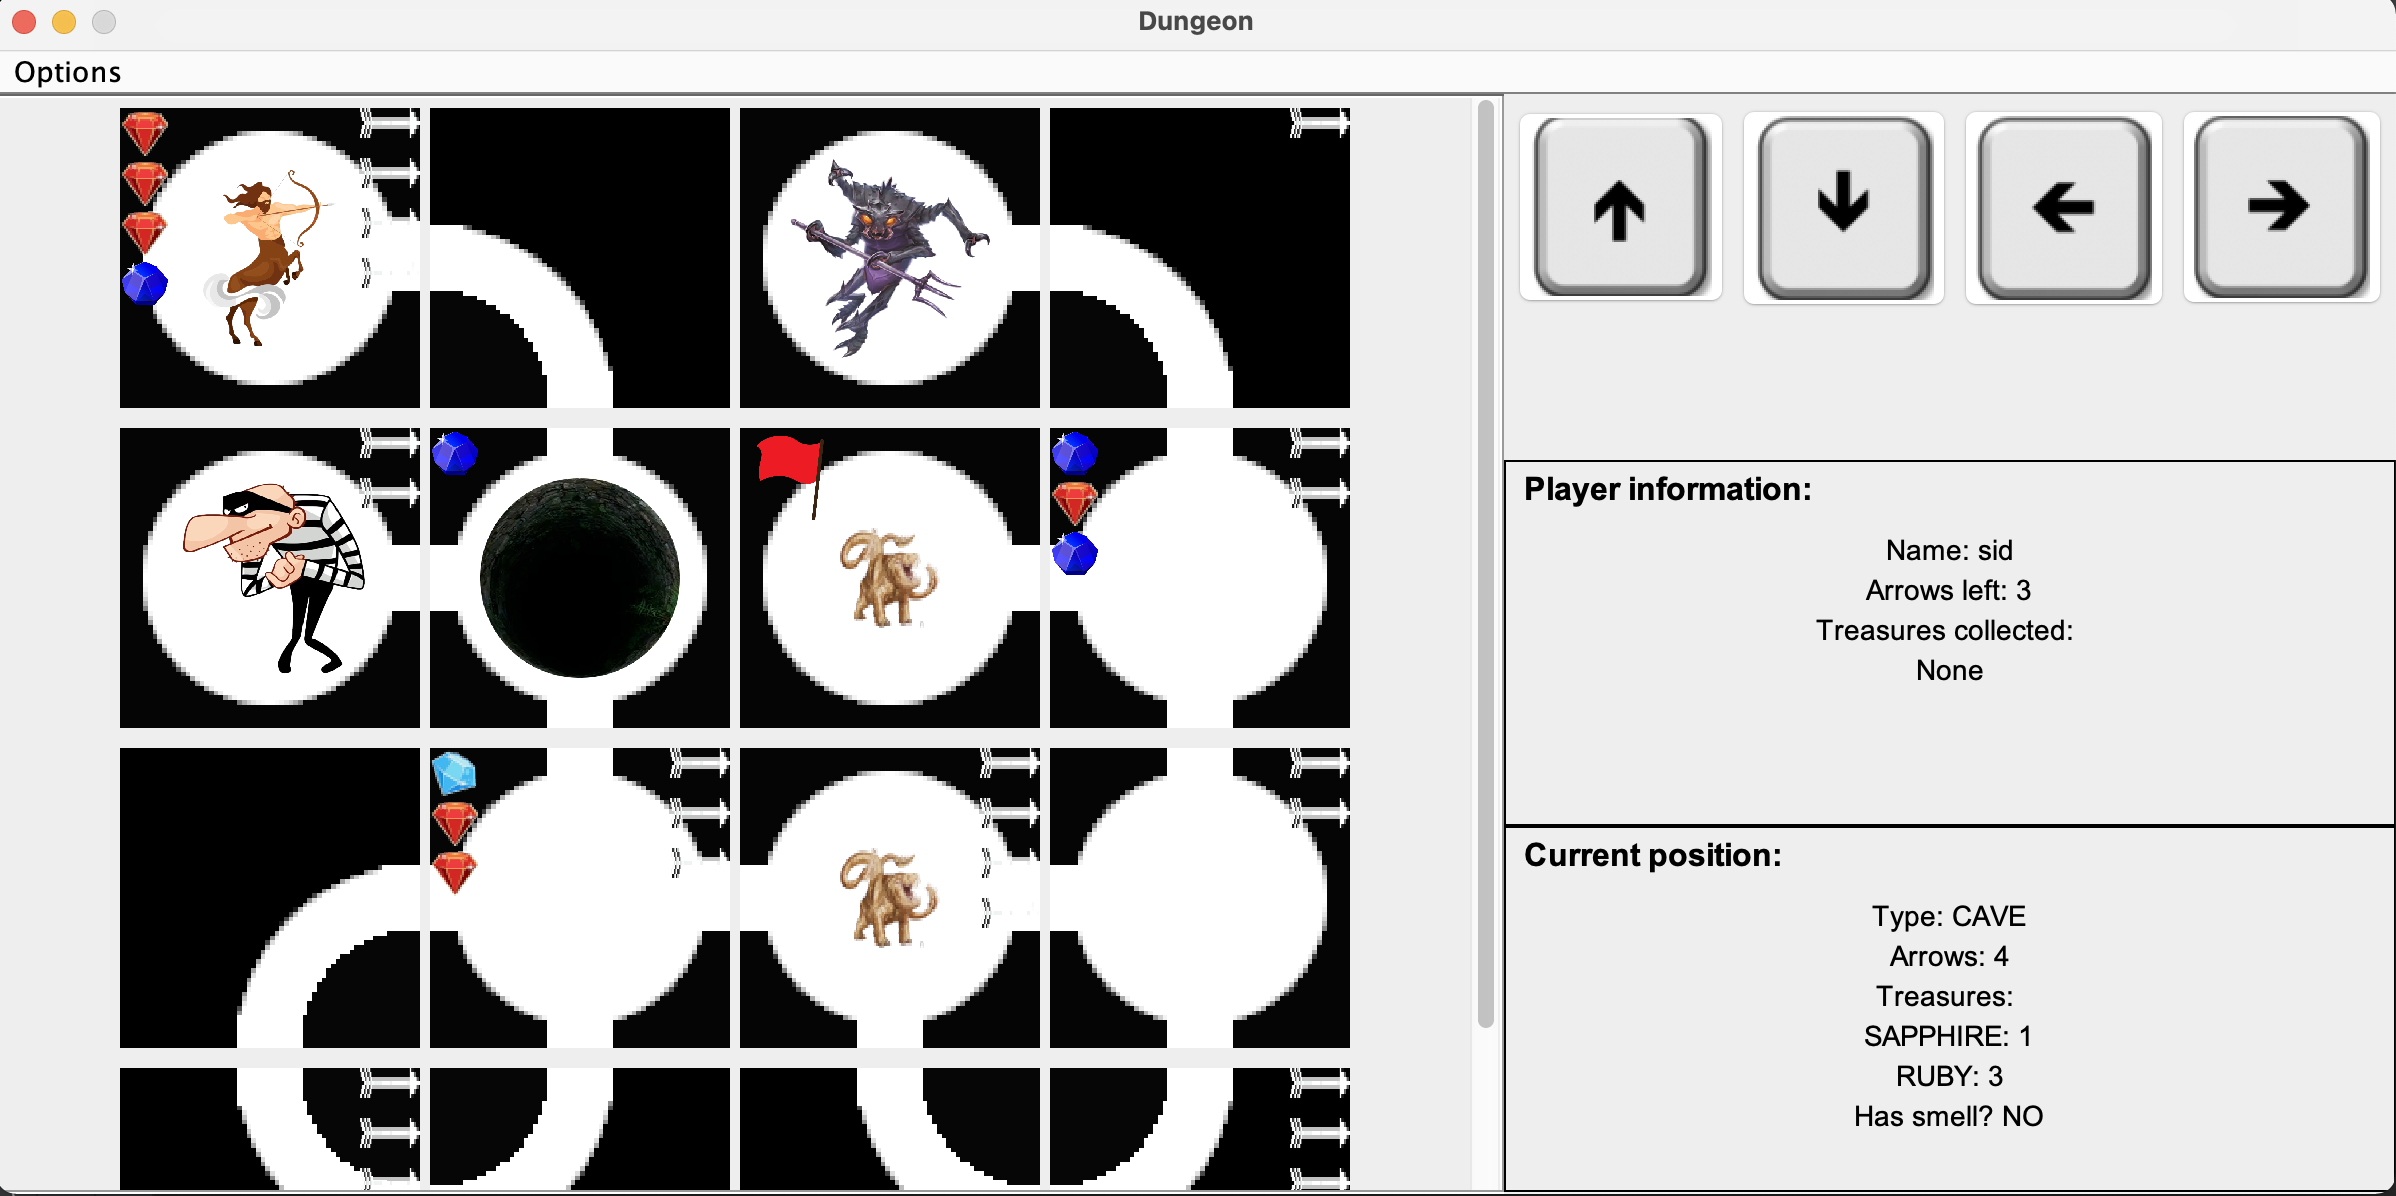 Dungeon
Options
Player information:
Name: sid
Arrows left: 3
Treasures collected:
None
Current position:
Type: CAVE
Arrows: 4
Treasures:
SAPPHIRE: 1
RUBY: 3
Has smell? NO